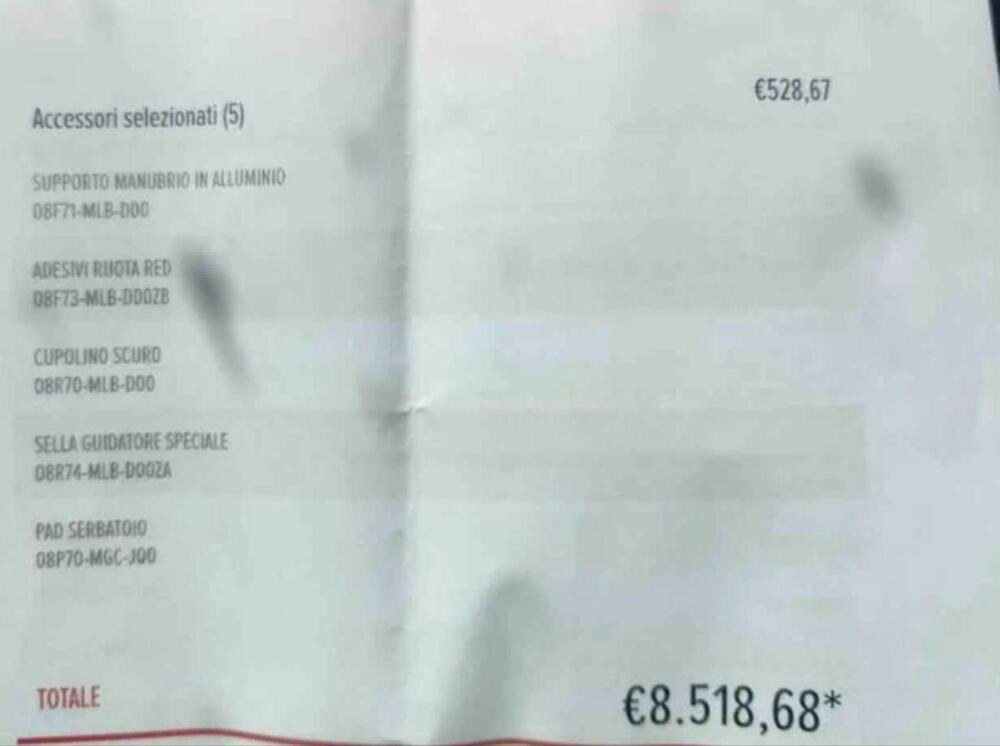 €528,67
Accessori selezionati (5)
SUPPORTO MANUBRIO IN ALLUMINIO
08F71-MLB-D00
ADESIVI RUOTA RED
08F73-MLB-D00ZB
CUPOLINO SCURO
08R70-MLB-D00
SELLA GUIDATORE SPECIALE
08R74-MLB-D00ZA
PAD SERBATOIO
08P70-MGC-JQ0
TOTALE
€8.518,68*